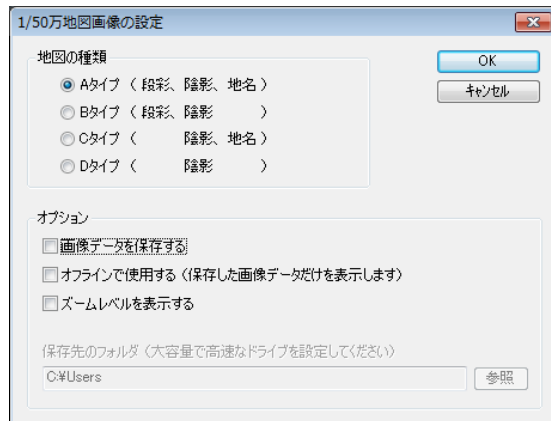 1/50万地図画像の設定
地図の種類
Aタイプ ( 段彩、陰影、地名 )
Bタイプ ( 段彩、陰影 )
Cタイプ ( 陰影、地名 )
Dタイプ ( 陰影 )
OK
キャンセル
オプション
画像データを保存する
オフラインで使用する (保存した画像データだけを表示します)
ズームレベルを表示する
保存先のフォルダ (大容量で高速なドライブを設定してください)
C:¥Users
参照